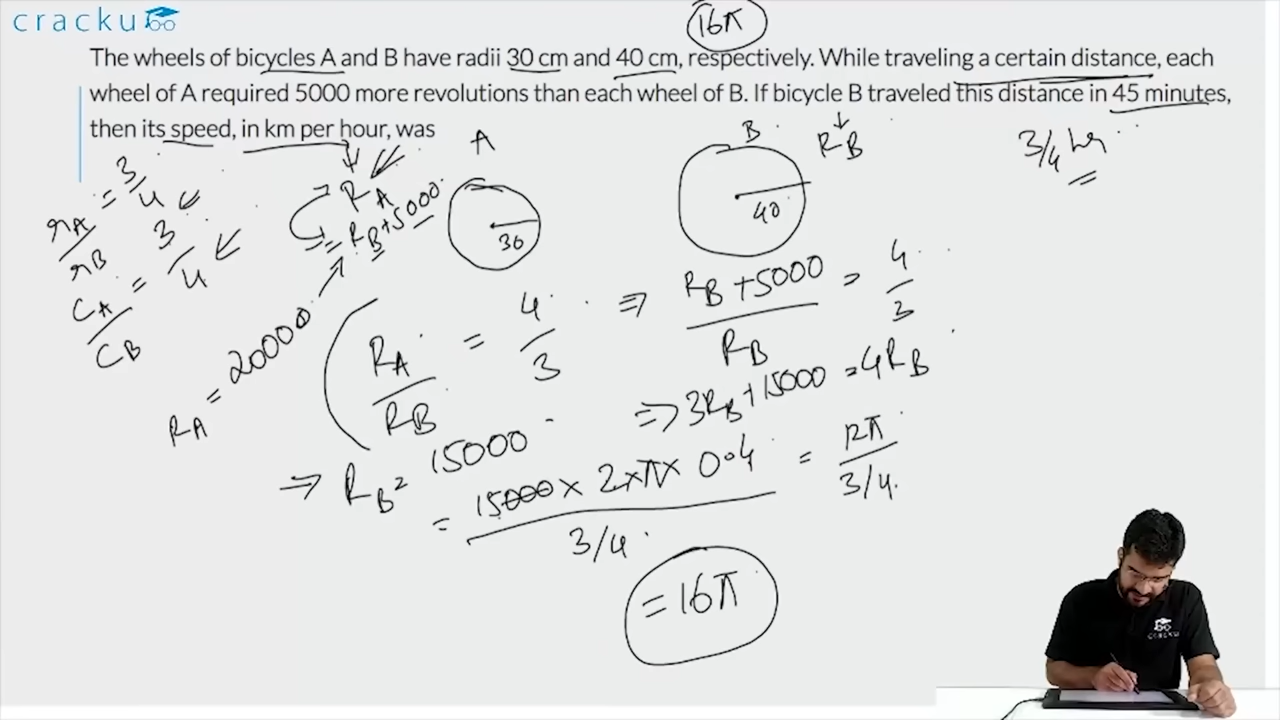 cracku
16π
The wheels of bicycles A and B have radii 30 cm and 40 cm, respectively. While traveling a certain distance, each
wheel of A required 5000 more revolutions than each wheel of B. If bicycle B traveled this distance in 45 minutes,
then its speed, in km per hour, was
A
B
R_B
3/4 hr
r_A/r_B = 3/4
R_A
= R_B+5000
30
40
C_A/C_B = 3/4
R_A = 20000
R_A/R_B = 4/3 ⇒ (R_B+5000)/R_B = 4/3
⇒ 3R_B+15000 = 4R_B
⇒ R_B = 15000
= (15000 × 2×π× 0.4)/(3/4) = 12π/(3/4)
= 16π
cracku